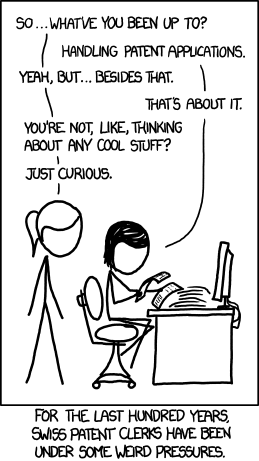 SO...WHAT'VE YOU BEEN UP TO?
HANDLING PATENT APPLICATIONS.
YEAH, BUT... BESIDES THAT.
THAT'S ABOUT IT.
YOU'RE NOT, LIKE, THINKING
ABOUT ANY COOL STUFF?
JUST CURIOUS.
FOR THE LAST HUNDRED YEARS,
SWISS PATENT CLERKS HAVE BEEN
UNDER SOME WEIRD PRESSURES.